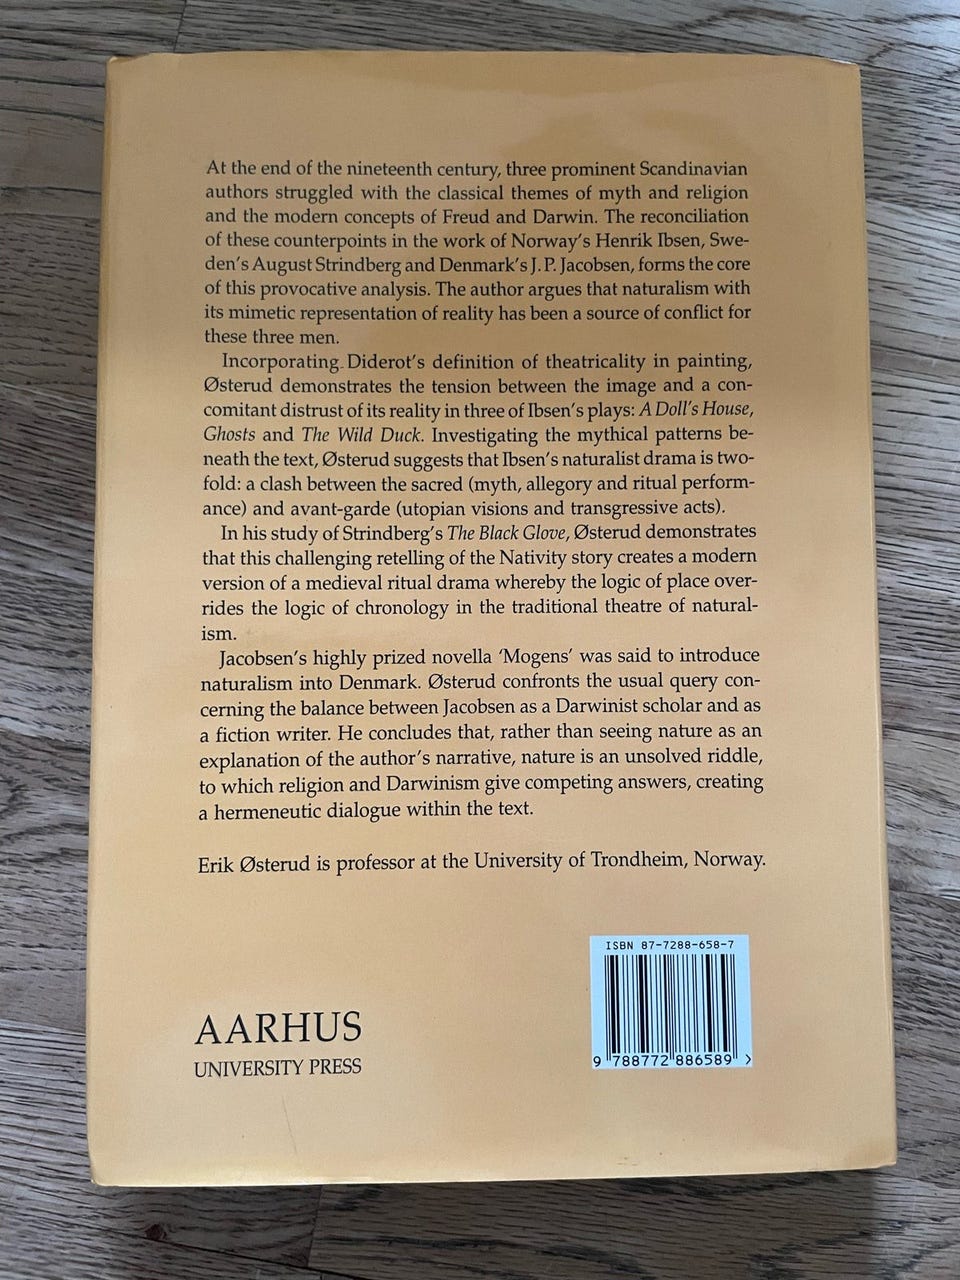 At the end of the nineteenth century, three prominent Scandinavian
authors struggled with the classical themes of myth and religion
and the modern concepts of Freud and Darwin. The reconciliation
of these counterpoints in the work of Norway's Henrik Ibsen, Swe-
den's August Strindberg and Denmark's J.P. Jacobsen, forms the core
of this provocative analysis. The author argues that naturalism with
its mimetic representation of reality has been a source of conflict for
these three men.
Incorporating Diderot's definition of theatricality in painting,
Østerud demonstrates the tension between the image and a con-
comitant distrust of its reality in three of Ibsen's plays: A Doll's House,
Ghosts and The Wild Duck. Investigating the mythical patterns be-
neath the text, Østerud suggests that Ibsen's naturalist drama is two-
fold: a clash between the sacred (myth, allegory and ritual perform-
ance) and avant-garde (utopian visions and transgressive acts).
In his study of Strindberg's The Black Glove, Østerud demonstrates
that this challenging retelling of the Nativity story creates a modern
version of a medieval ritual drama whereby the logic of place over-
rides the logic of chronology in the traditional theatre of natural-
ism.
Jacobsen's highly prized novella 'Mogens' was said to introduce
naturalism into Denmark. Østerud confronts the usual query con-
cerning the balance between Jacobsen as a Darwinist scholar and as
a fiction writer. He concludes that, rather than seeing nature as an
explanation of the author's narrative, nature is an unsolved riddle,
to which religion and Darwinism give competing answers, creating
a hermeneutic dialogue within the text.
Erik Østerud is professor at the University of Trondheim, Norway.
ISBN 87-7288-658-7
9 788772 886589 >
AARHUS
UNIVERSITY PRESS